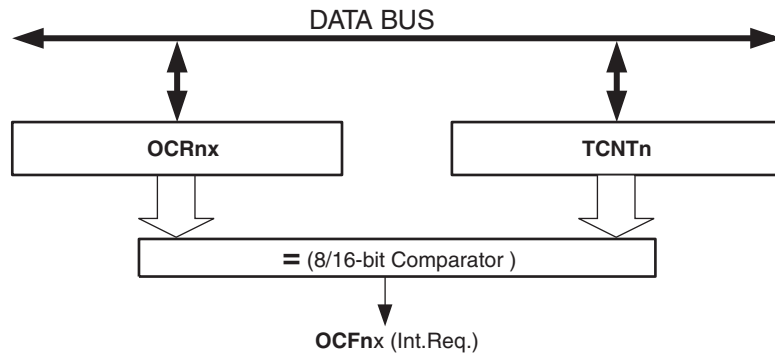 DATA BUS
OCRnx
TCNTn
= (8/16-bit Comparator )
OCFnx (Int.Req.)